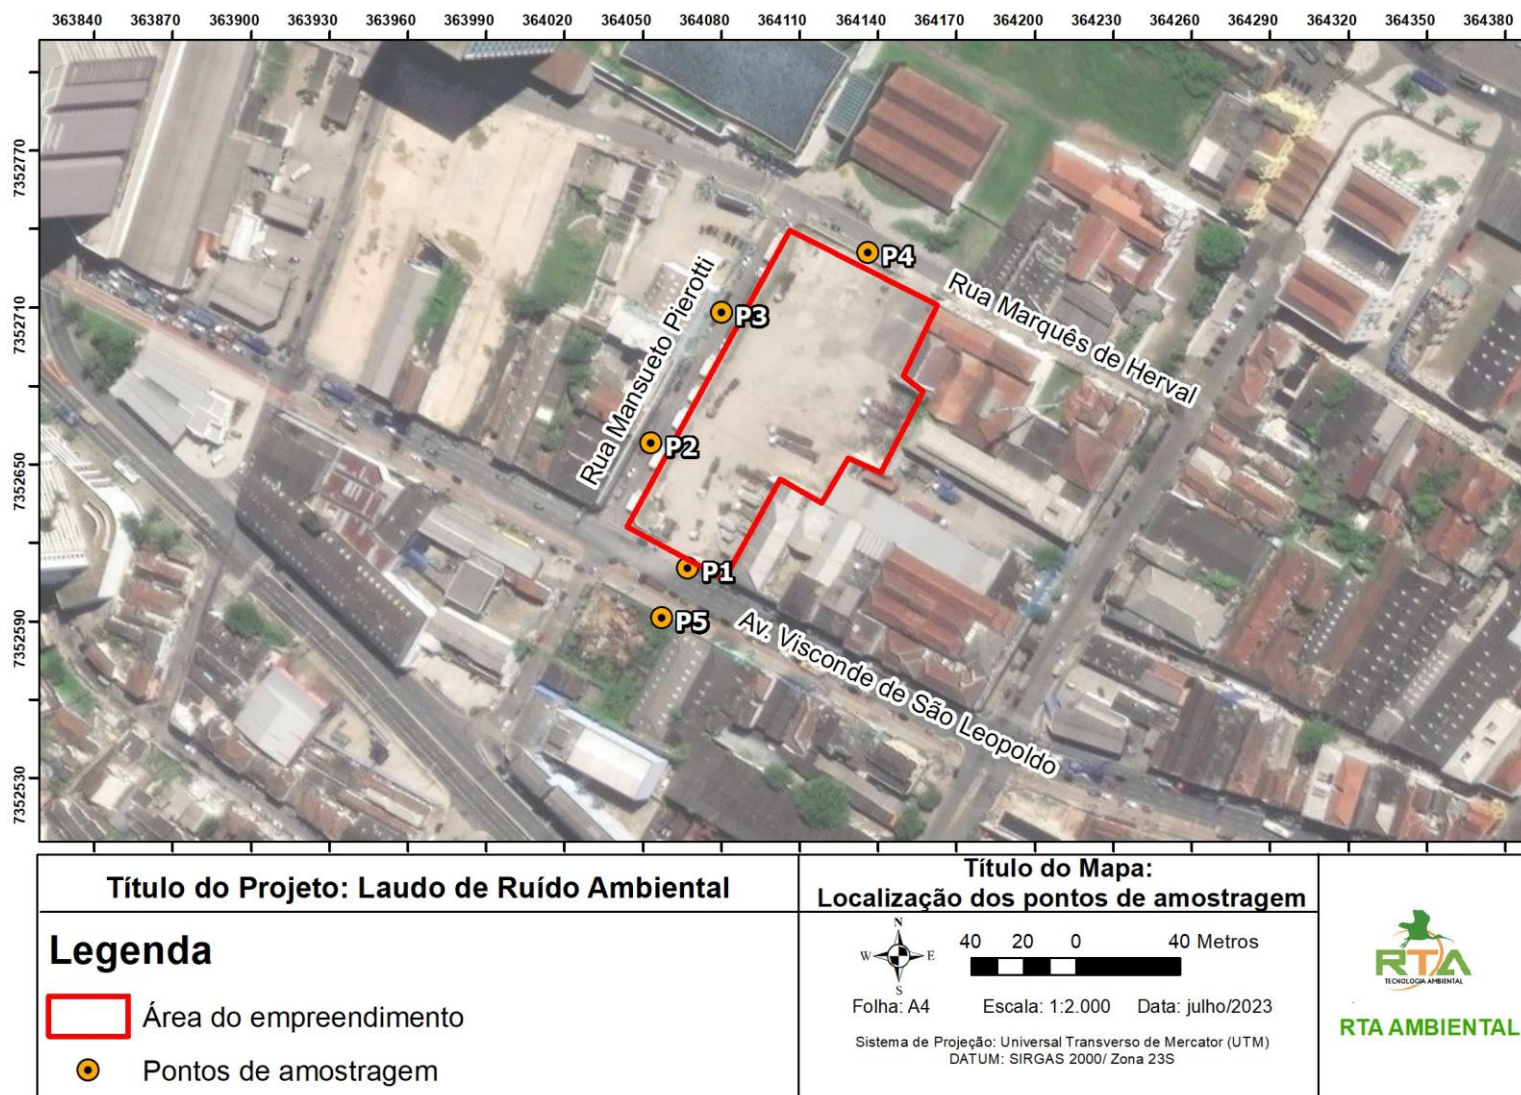 363840 363870 363900 363930 363960 363990 364020 364050 364080 364110 364140 364170 364200 364230 364260 364290 364320 364350 364380
7352770
7352710
7352650
7352590
7352530
P4
Rua Marquês de Herval
P3
Rua Mansueto Pierotti
P2
P1
P5
Av. Visconde de São Leopoldo
Título do Projeto: Laudo de Ruído Ambiental
Legenda
Área do empreendimento
Pontos de amostragem
Título do Mapa:
Localização dos pontos de amostragem
N
W E
S
40 20 0 40 Metros
Folha: A4 Escala: 1:2.000 Data: julho/2023
Sistema de Projeção: Universal Transverso de Mercator (UTM)
DATUM: SIRGAS 2000/ Zona 23S
RTA
TECNOLOGIA AMBIENTAL
RTA AMBIENTAL